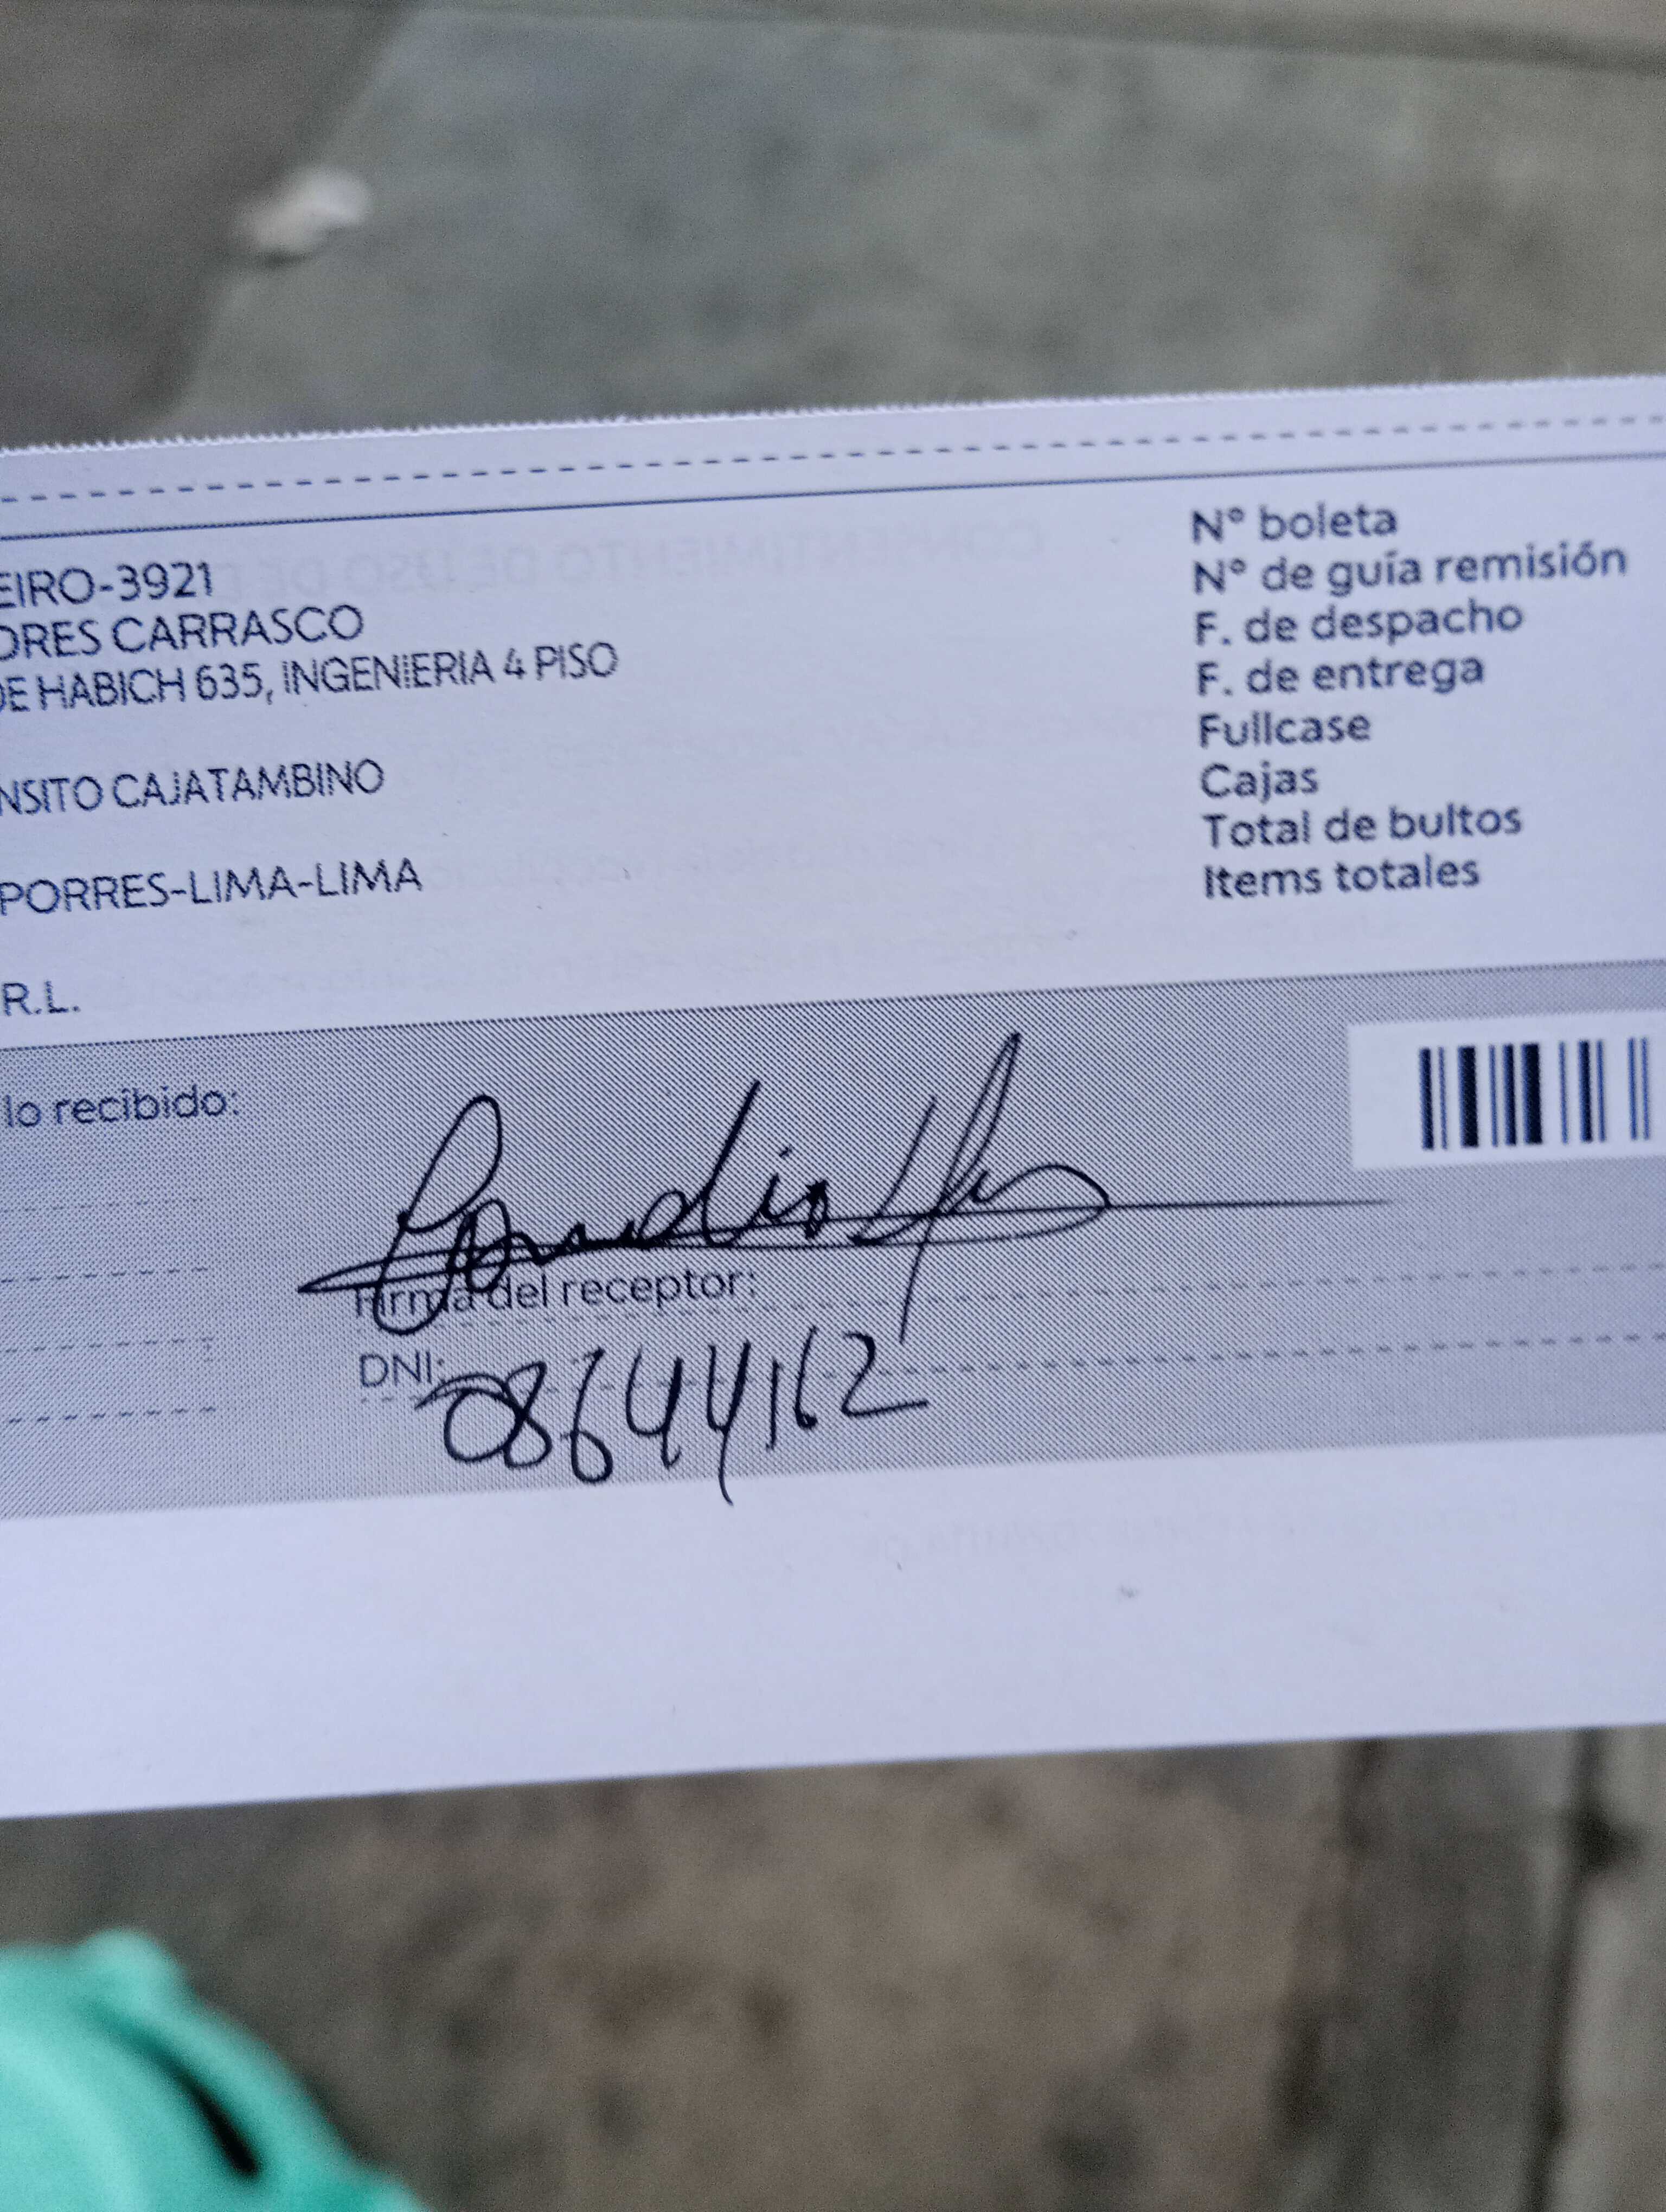 EIRO-3921
ORES CARRASCO
DE HABICH 635, INGENIERIA 4 PISO
NSITO CAJATAMBINO
PORRES-LIMA-LIMA
R.L.
N° boleta
N° de guía remisión
F. de despacho
F. de entrega
Fullcase
Cajas
Total de bultos
Items totales
lo recibido:
Firma del receptor:
DNI: 08644162